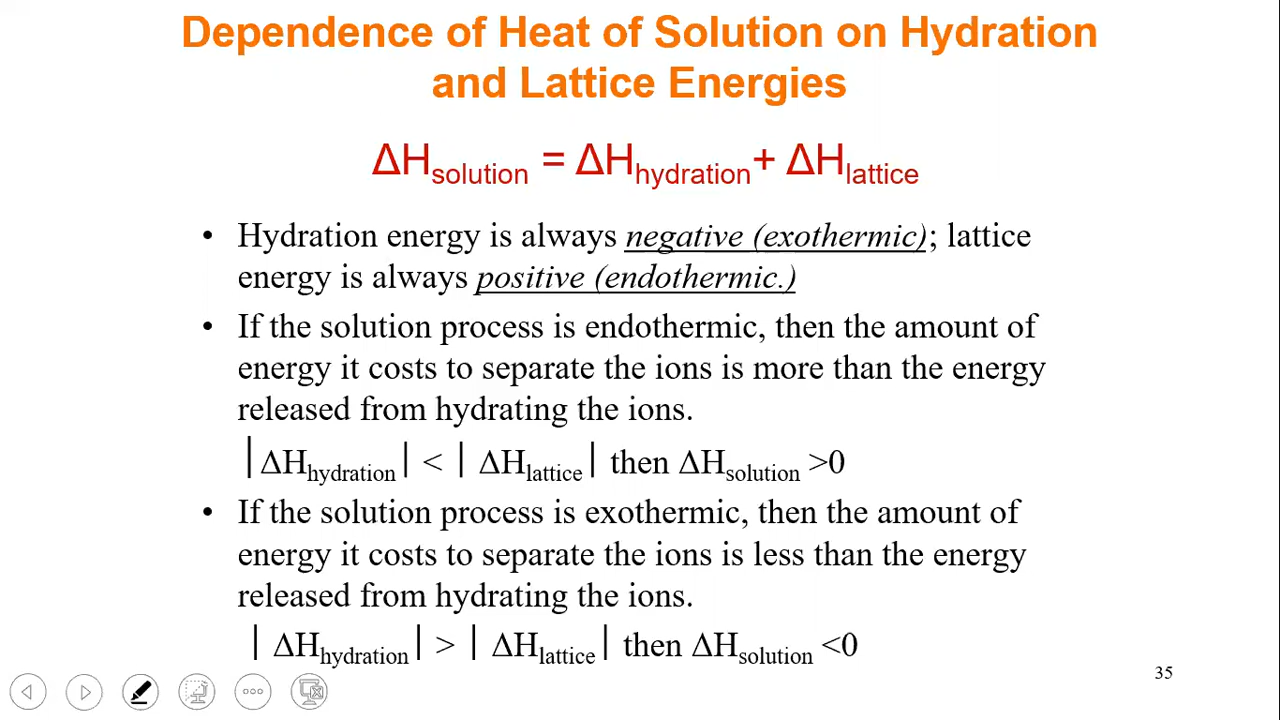 Dependence of Heat of Solution on Hydration
and Lattice Energies
ΔHsolution = ΔHhydration+ ΔHlattice
• Hydration energy is always negative (exothermic); lattice
energy is always positive (endothermic.)
• If the solution process is endothermic, then the amount of
energy it costs to separate the ions is more than the energy
released from hydrating the ions.
|ΔHhydration| < | ΔHlattice| then ΔHsolution >0
• If the solution process is exothermic, then the amount of
energy it costs to separate the ions is less than the energy
released from hydrating the ions.
| ΔHhydration| > | ΔHlattice| then ΔHsolution <0
35